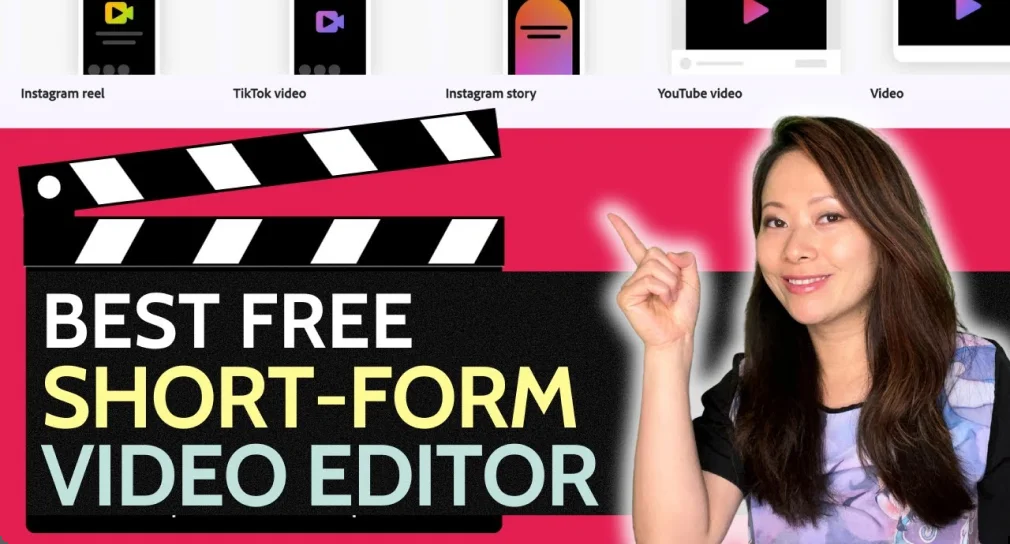 Instagram reel
TikTok video
Instagram story
YouTube video
Video
BEST FREE
SHORT-FORM
VIDEO EDITOR